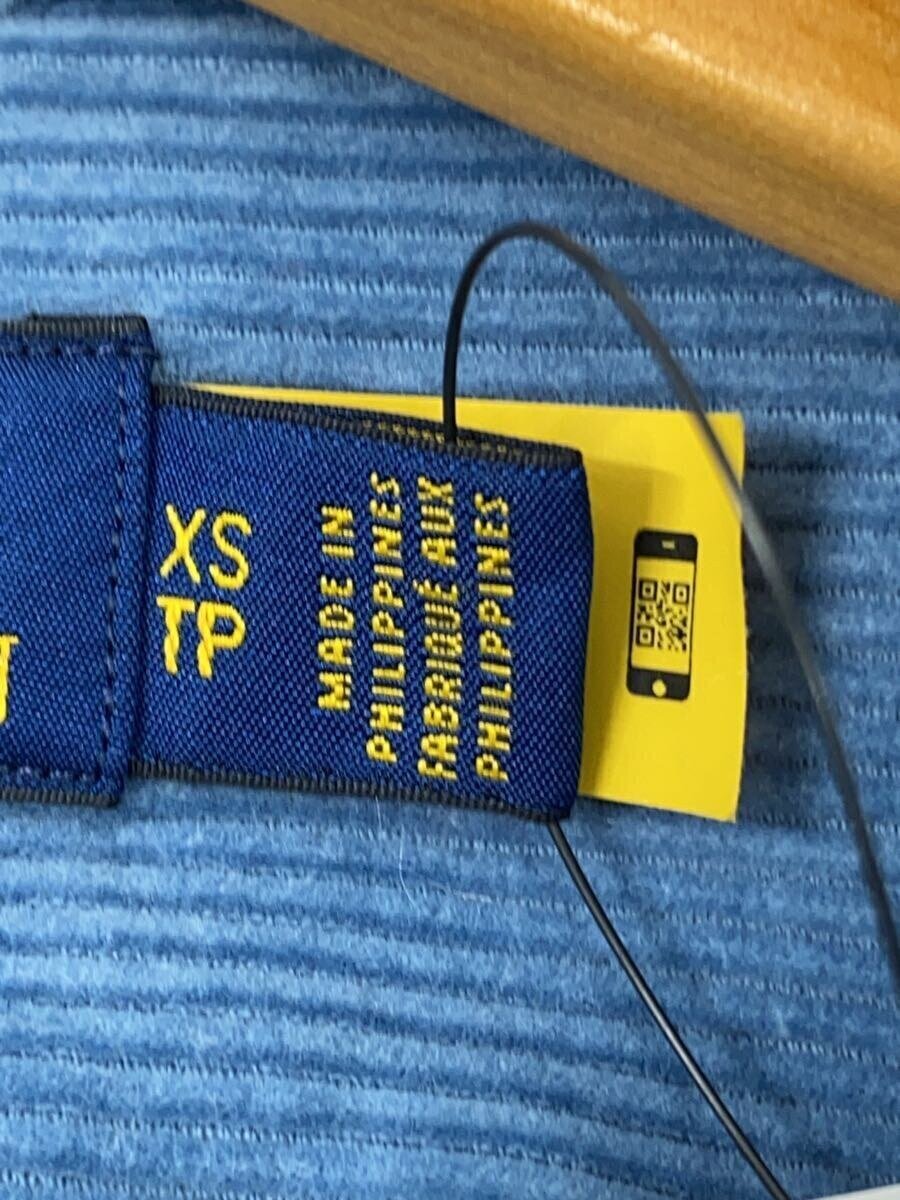 XS
TP
MADE IN
PHILIPPINES
FABRIQUÉ AUX
PHILIPPINES